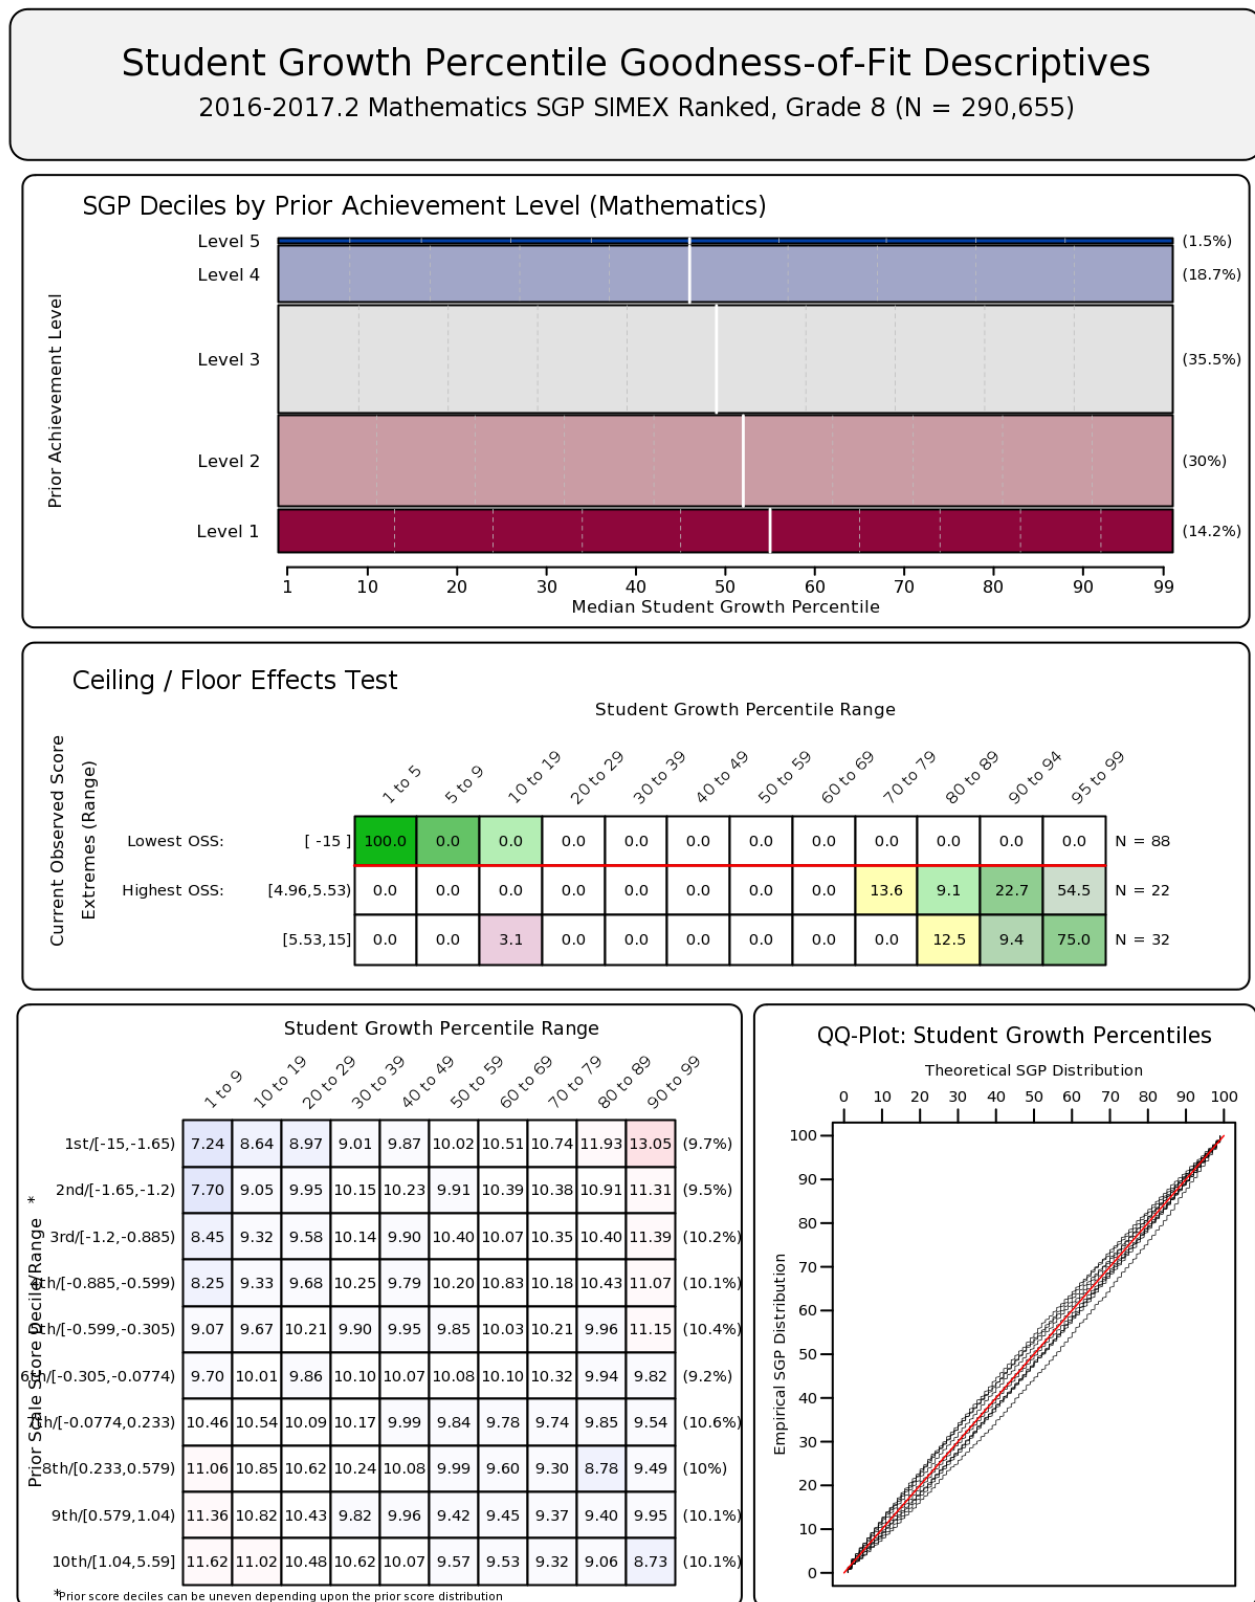 Student Growth Percentile Goodness-of-Fit Descriptives
2016-2017.2 Mathematics SGP SIMEX Ranked, Grade 8 (N = 290,655)
SGP Deciles by Prior Achievement Level (Mathematics)
Prior Achievement Level
Level 5 (1.5%)
Level 4 (18.7%)
Level 3 (35.5%)
Level 2 (30%)
Level 1 (14.2%)
1 10 20 30 40 50 60 70 80 90 99
Median Student Growth Percentile
Ceiling / Floor Effects Test
Student Growth Percentile Range
Current Observed Score
Extremes (Range)
1 to 5 5 to 9 10 to 19 20 to 29 30 to 39 40 to 49 50 to 59 60 to 69 70 to 79 80 to 89 90 to 94 95 to 99
Lowest OSS: [ -15 ] 100.0 0.0 0.0 0.0 0.0 0.0 0.0 0.0 0.0 0.0 0.0 0.0 N = 88
Highest OSS: [4.96,5.53) 0.0 0.0 0.0 0.0 0.0 0.0 0.0 0.0 13.6 9.1 22.7 54.5 N = 22
[5.53,15] 0.0 0.0 3.1 0.0 0.0 0.0 0.0 0.0 0.0 12.5 9.4 75.0 N = 32
Student Growth Percentile Range
1 to 9 10 to 19 20 to 29 30 to 39 40 to 49 50 to 59 60 to 69 70 to 79 80 to 89 90 to 99
Prior Scale Score Decile/Range *
1st/[-15,-1.65) 7.24 8.64 8.97 9.01 9.87 10.02 10.51 10.74 11.93 13.05 (9.7%)
2nd/[-1.65,-1.2) 7.70 9.05 9.95 10.15 10.23 9.91 10.39 10.38 10.91 11.31 (9.5%)
3rd/[-1.2,-0.885) 8.45 9.32 9.58 10.14 9.90 10.40 10.07 10.35 10.40 11.39 (10.2%)
4th/[-0.885,-0.599) 8.25 9.33 9.68 10.25 9.79 10.20 10.83 10.18 10.43 11.07 (10.1%)
5th/[-0.599,-0.305) 9.07 9.67 10.21 9.90 9.95 9.85 10.03 10.21 9.96 11.15 (10.4%)
6th/[-0.305,-0.0774) 9.70 10.01 9.86 10.10 10.07 10.08 10.10 10.32 9.94 9.82 (9.2%)
7th/[-0.0774,0.233) 10.46 10.54 10.09 10.17 9.99 9.84 9.78 9.74 9.85 9.54 (10.6%)
8th/[0.233,0.579) 11.06 10.85 10.62 10.24 10.08 9.99 9.60 9.30 8.78 9.49 (10%)
9th/[0.579,1.04) 11.36 10.82 10.43 9.82 9.96 9.42 9.45 9.37 9.40 9.95 (10.1%)
10th/[1.04,5.59] 11.62 11.02 10.48 10.62 10.07 9.57 9.53 9.32 9.06 8.73 (10.1%)
*Prior score deciles can be uneven depending upon the prior score distribution
QQ-Plot: Student Growth Percentiles
Theoretical SGP Distribution
0 10 20 30 40 50 60 70 80 90 100
Empirical SGP Distribution
100
90
80
70
60
50
40
30
20
10
0